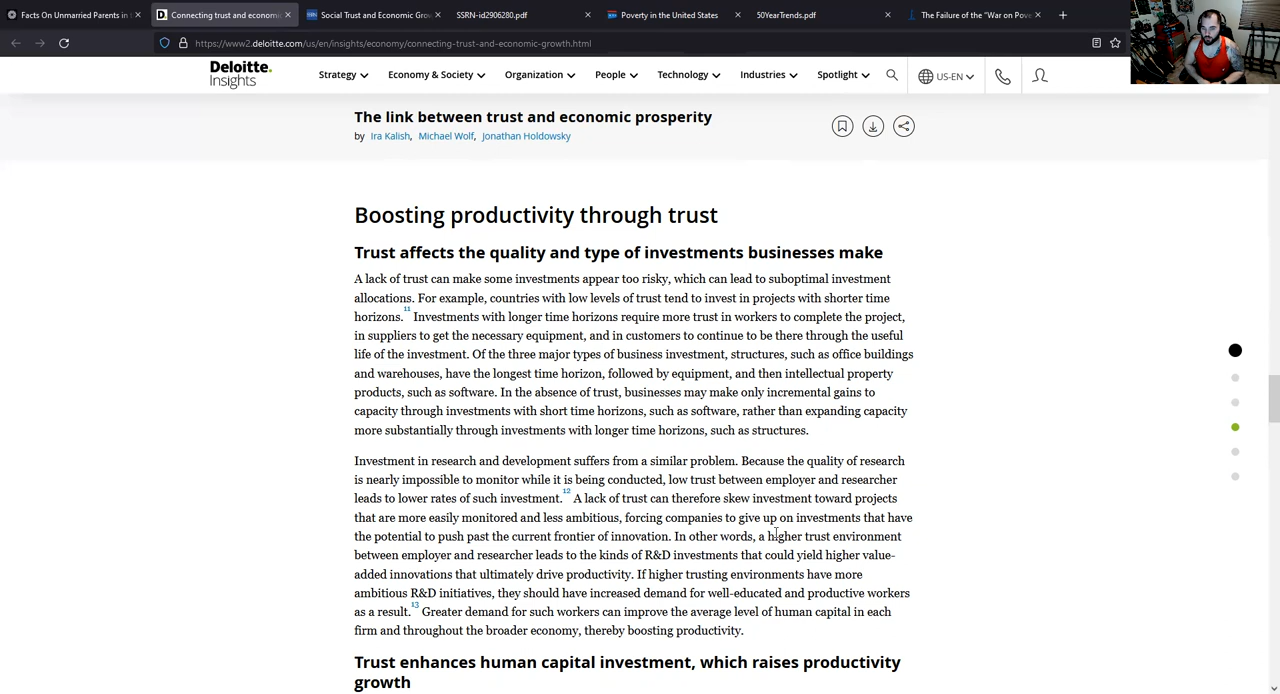 Facts On Unmarried Parents in t
Connecting trust and economic
Social Trust and Economic Grow
SSRN-id2906280.pdf
Poverty in the United States
50YearTrends.pdf
The Failure of the "War on Pove
https://www2.deloitte.com/us/en/insights/economy/connecting-trust-and-economic-growth.html
Deloitte.
Insights
Strategy
Economy & Society
Organization
People
Technology
Industries
Spotlight
US-EN
The link between trust and economic prosperity
by Ira Kalish, Michael Wolf, Jonathan Holdowsky
Boosting productivity through trust
Trust affects the quality and type of investments businesses make
A lack of trust can make some investments appear too risky, which can lead to suboptimal investment
allocations. For example, countries with low levels of trust tend to invest in projects with shorter time
horizons.11 Investments with longer time horizons require more trust in workers to complete the project,
in suppliers to get the necessary equipment, and in customers to continue to be there through the useful
life of the investment. Of the three major types of business investment, structures, such as office buildings
and warehouses, have the longest time horizon, followed by equipment, and then intellectual property
products, such as software. In the absence of trust, businesses may make only incremental gains to
capacity through investments with short time horizons, such as software, rather than expanding capacity
more substantially through investments with longer time horizons, such as structures.
Investment in research and development suffers from a similar problem. Because the quality of research
is nearly impossible to monitor while it is being conducted, low trust between employer and researcher
leads to lower rates of such investment.12 A lack of trust can therefore skew investment toward projects
that are more easily monitored and less ambitious, forcing companies to give up on investments that have
the potential to push past the current frontier of innovation. In other words, a higher trust environment
between employer and researcher leads to the kinds of R&D investments that could yield higher value-
added innovations that ultimately drive productivity. If higher trusting environments have more
ambitious R&D initiatives, they should have increased demand for well-educated and productive workers
as a result.13 Greater demand for such workers can improve the average level of human capital in each
firm and throughout the broader economy, thereby boosting productivity.
Trust enhances human capital investment, which raises productivity
growth